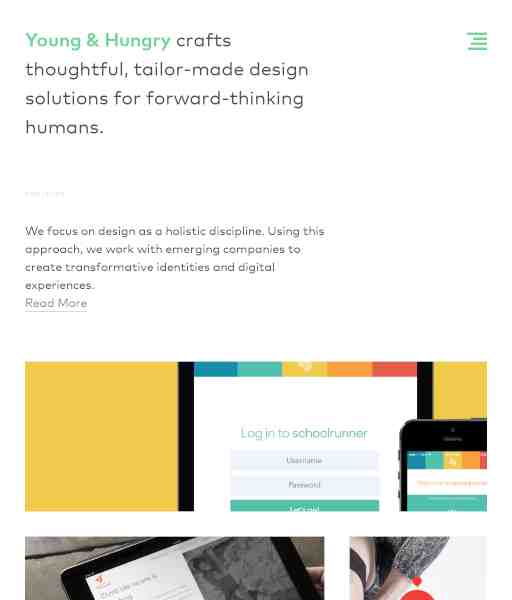 Young & Hungry crafts
thoughtful, tailor-made design
solutions for forward-thinking
humans.
We focus on design as a holistic discipline. Using this
approach, we work with emerging companies to
create transformative identities and digital
experiences.
Read More
Log in to schoolrunner
Username
Password
Let's go!